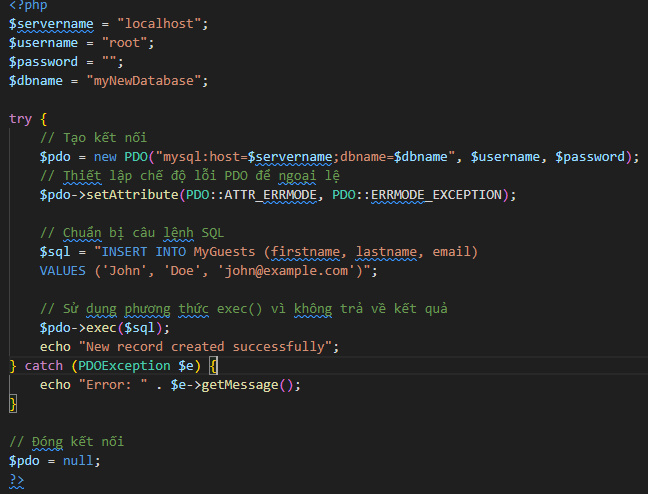 <?php
$servername = "localhost";
$username = "root";
$password = "";
$dbname = "myNewDatabase";
try {
// Tạo kết nối
$pdo = new PDO("mysql:host=$servername;dbname=$dbname", $username, $password);
// Thiết lập chế độ lỗi PDO để ngoại lệ
$pdo->setAttribute(PDO::ATTR_ERRMODE, PDO::ERRMODE_EXCEPTION);
// Chuẩn bị câu lệnh SQL
$sql = "INSERT INTO MyGuests (firstname, lastname, email)
VALUES ('John', 'Doe', 'john@example.com')";
// Sử dụng phương thức exec() vì không trả về kết quả
$pdo->exec($sql);
echo "New record created successfully";
} catch (PDOException $e) {
echo "Error: " . $e->getMessage();
}
// Đóng kết nối
$pdo = null;
?>